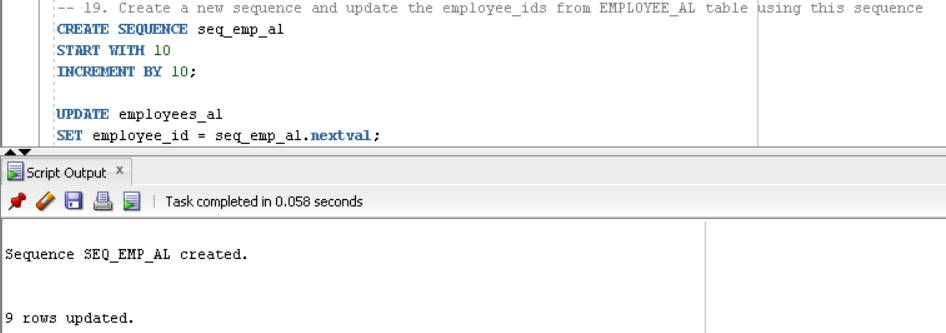 -- 19. Create a new sequence and update the employee_ids from EMPLOYEE_AL table using this sequence
CREATE SEQUENCE seq_emp_al
START WITH 10
INCREMENT BY 10;
UPDATE employees_al
SET employee_id = seq_emp_al.nextval;
Script Output x
Task completed in 0.058 seconds
Sequence SEQ_EMP_AL created.
9 rows updated.